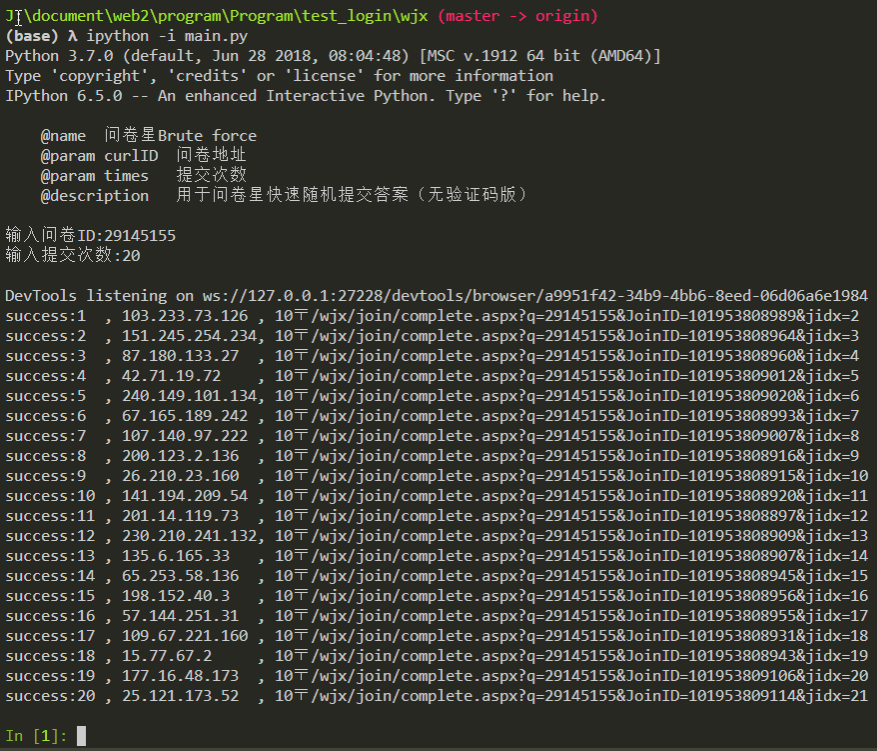 J:\document\web2\program\Program\test_login\wjx (master -> origin)
(base) λ ipython -i main.py
Python 3.7.0 (default, Jun 28 2018, 08:04:48) [MSC v.1912 64 bit (AMD64)]
Type 'copyright', 'credits' or 'license' for more information
IPython 6.5.0 -- An enhanced Interactive Python. Type '?' for help.
@name 问卷星Brute force
@param curlID 问卷地址
@param times 提交次数
@description 用于问卷星快速随机提交答案（无验证码版）
输入问卷ID:29145155
输入提交次数:20
DevTools listening on ws://127.0.0.1:27228/devtools/browser/a9951f42-34b9-4bb6-8eed-06d06a6e1984
success:1 , 103.233.73.126 , 10〒/wjx/join/complete.aspx?q=29145155&JoinID=101953808989&jidx=2
success:2 , 151.245.254.234, 10〒/wjx/join/complete.aspx?q=29145155&JoinID=101953808964&jidx=3
success:3 , 87.180.133.27 , 10〒/wjx/join/complete.aspx?q=29145155&JoinID=101953808960&jidx=4
success:4 , 42.71.19.72 , 10〒/wjx/join/complete.aspx?q=29145155&JoinID=101953809012&jidx=5
success:5 , 240.149.101.134, 10〒/wjx/join/complete.aspx?q=29145155&JoinID=101953809020&jidx=6
success:6 , 67.165.189.242 , 10〒/wjx/join/complete.aspx?q=29145155&JoinID=101953808993&jidx=7
success:7 , 107.140.97.222 , 10〒/wjx/join/complete.aspx?q=29145155&JoinID=101953809007&jidx=8
success:8 , 200.123.2.136 , 10〒/wjx/join/complete.aspx?q=29145155&JoinID=101953808916&jidx=9
success:9 , 26.210.23.160 , 10〒/wjx/join/complete.aspx?q=29145155&JoinID=101953808915&jidx=10
success:10 , 141.194.209.54 , 10〒/wjx/join/complete.aspx?q=29145155&JoinID=101953808920&jidx=11
success:11 , 201.14.119.73 , 10〒/wjx/join/complete.aspx?q=29145155&JoinID=101953808897&jidx=12
success:12 , 230.210.241.132, 10〒/wjx/join/complete.aspx?q=29145155&JoinID=101953808909&jidx=13
success:13 , 135.6.165.33 , 10〒/wjx/join/complete.aspx?q=29145155&JoinID=101953808907&jidx=14
success:14 , 65.253.58.136 , 10〒/wjx/join/complete.aspx?q=29145155&JoinID=101953808945&jidx=15
success:15 , 198.152.40.3 , 10〒/wjx/join/complete.aspx?q=29145155&JoinID=101953808956&jidx=16
success:16 , 57.144.251.31 , 10〒/wjx/join/complete.aspx?q=29145155&JoinID=101953808955&jidx=17
success:17 , 109.67.221.160 , 10〒/wjx/join/complete.aspx?q=29145155&JoinID=101953808931&jidx=18
success:18 , 15.77.67.2 , 10〒/wjx/join/complete.aspx?q=29145155&JoinID=101953808943&jidx=19
success:19 , 177.16.48.173 , 10〒/wjx/join/complete.aspx?q=29145155&JoinID=101953809106&jidx=20
success:20 , 25.121.173.52 , 10〒/wjx/join/complete.aspx?q=29145155&JoinID=101953809114&jidx=21
In [1]: